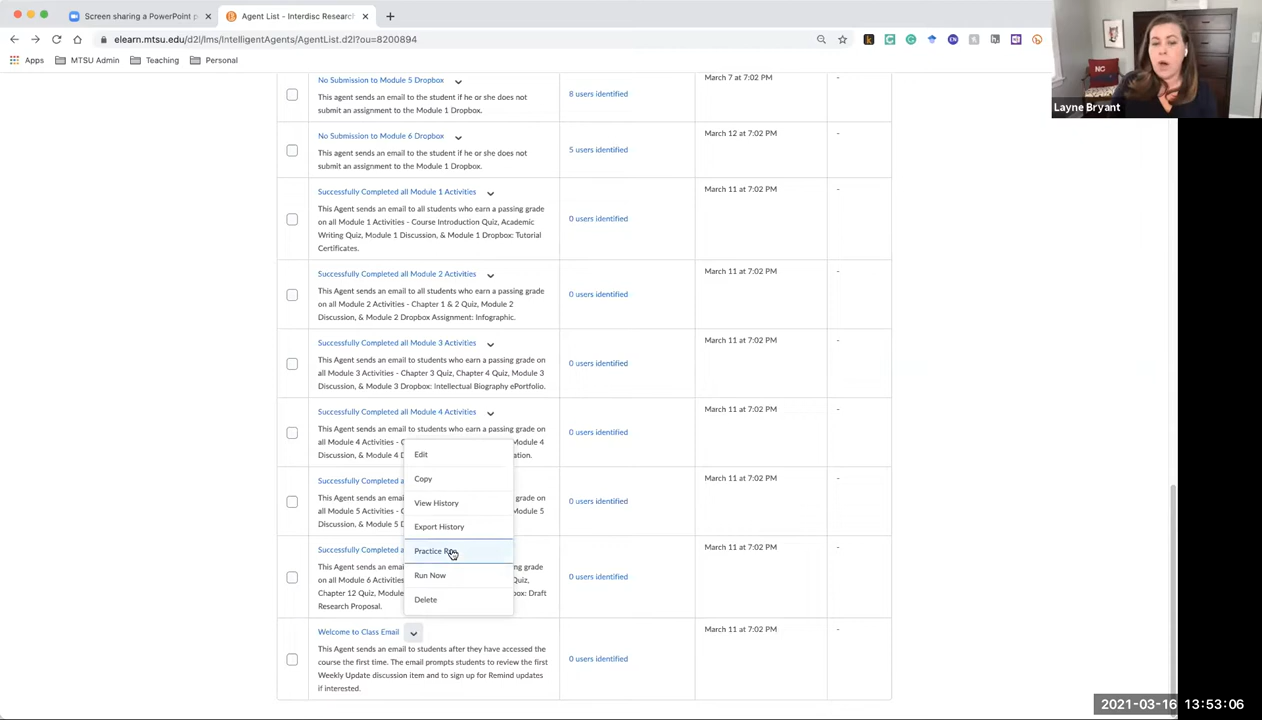 Screen sharing a PowerPoint p
Agent List - Interdisc Research
elearn.mtsu.edu/d2l/lms/IntelligentAgents/AgentList.d2l?ou=8200894
Apps
MTSU Admin
Teaching
Personal
Layne Bryant
No Submission to Module 5 Dropbox
This agent sends an email to the student if he or she does not
submit an assignment to the Module 1 Dropbox.
8 users identified
March 7 at 7:02 PM
-
No Submission to Module 6 Dropbox
This agent sends an email to the student if he or she does not
submit an assignment to the Module 1 Dropbox.
5 users identified
March 12 at 7:02 PM
-
Successfully Completed all Module 1 Activities
This Agent sends an email to all students who earn a passing grade
on all Module 1 Activities - Course Introduction Quiz, Academic
Writing Quiz, Module 1 Discussion, & Module 1 Dropbox: Tutorial
Certificates.
0 users identified
March 11 at 7:02 PM
-
Successfully Completed all Module 2 Activities
This Agent sends an email to all students who earn a passing grade
on all Module 2 Activities - Chapter 1 & 2 Quiz, Module 2
Discussion, & Module 2 Dropbox Assignment: Infographic.
0 users identified
March 11 at 7:02 PM
-
Successfully Completed all Module 3 Activities
This Agent sends an email to students who earn a passing grade on
all Module 3 Activities - Chapter 3 Quiz, Chapter 4 Quiz, Module 3
Discussion, & Module 3 Dropbox: Intellectual Biography ePortfolio.
0 users identified
March 11 at 7:02 PM
-
Successfully Completed all Module 4 Activities
This Agent sends an email to students who earn a passing grade on
all Module 4 Activities - C
Module 4
Discussion, & Module 4 D
ation.
0 users identified
March 11 at 7:02 PM
-
Successfully Completed a
This Agent sends an email
ng grade on
all Module 5 Activities - C
Module 5
Discussion, & Module 5 D
0 users identified
March 11 at 7:02 PM
-
Successfully Completed a
This Agent sends an email
ng grade on
all Module 6 Activities - C
Quiz,
Chapter 12 Quiz, Module
box: Draft
Research Proposal.
0 users identified
March 11 at 7:02 PM
-
Edit
Copy
View History
Export History
Practice
Run Now
Delete
Welcome to Class Email
This Agent sends an email to students after they have accessed the
course the first time. The email prompts students to review the first
Weekly Update discussion item and to sign up for Remind updates
if interested.
0 users identified
March 11 at 7:02 PM
-
2021-03-16 13:53:06